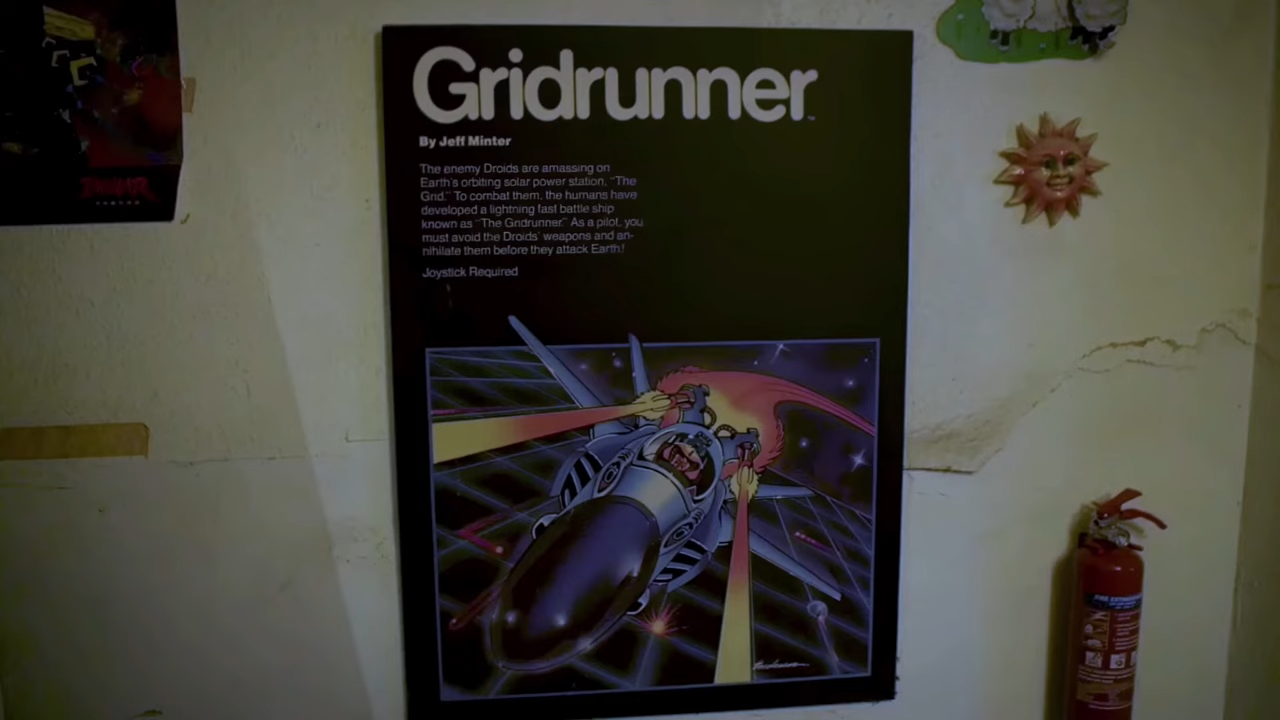 Gridrunner
By Jeff Minter
The enemy Droids are amassing on
Earth's orbiting solar power station, "The
Grid." To combat them, the humans have
developed a lightning fast battle ship
known as "The Gridrunner." As a pilot, you
must avoid the Droids' weapons and an-
nihilate them before they attack Earth!
Joystick Required
FIRE EXTINGUISHER